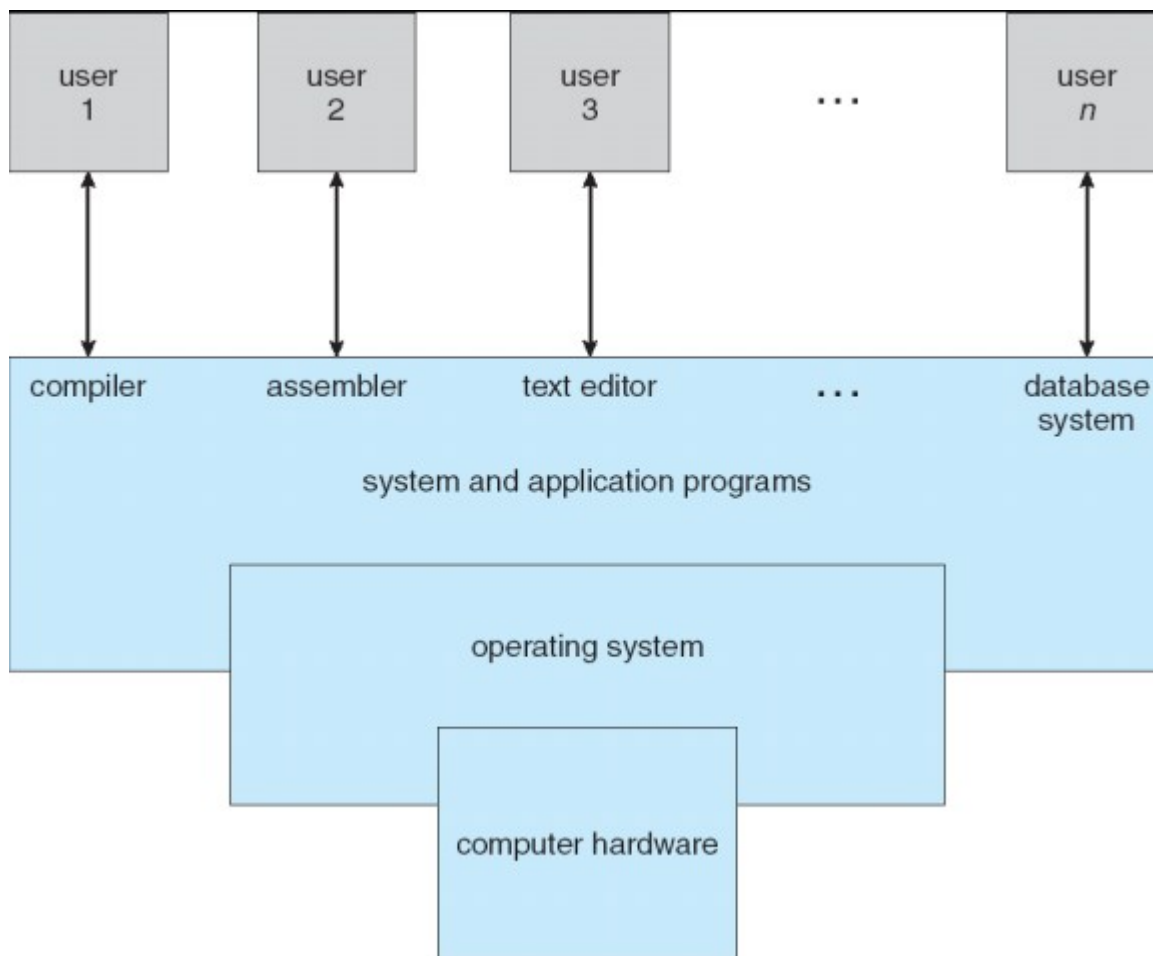 user
1
user
2
user
3
...
user
n
compiler
assembler
text editor
...
database
system
system and application programs
operating system
computer hardware